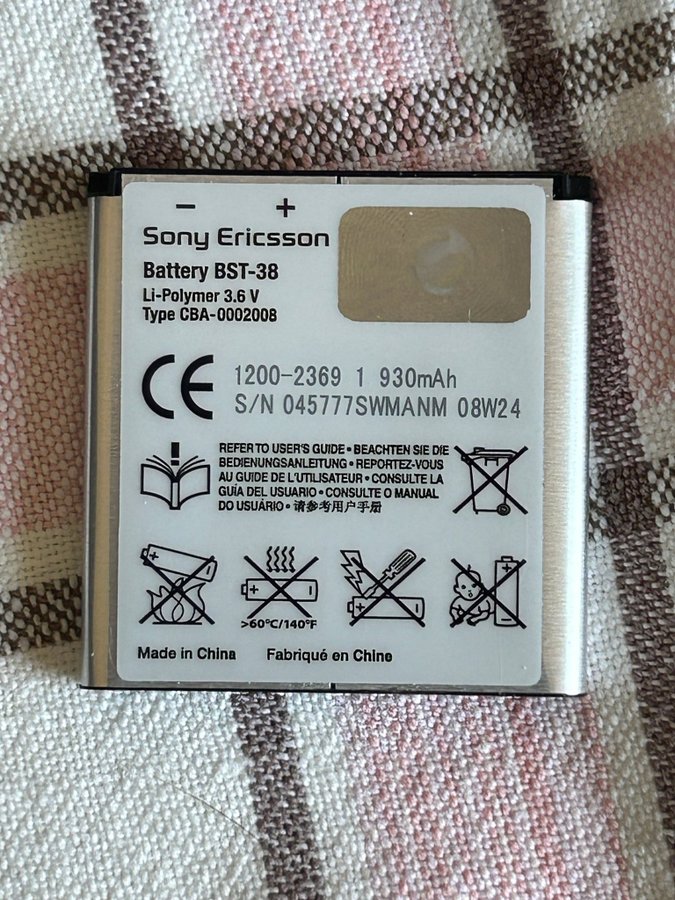 − +
Sony Ericsson
Battery BST-38
Li-Polymer 3.6 V
Type CBA-0002008
CE 1200-2369 1 930mAh
S/N 045777SWMANM 08W24
REFER TO USER'S GUIDE • BEACHTEN SIE DIE
BEDIENUNGSANLEITUNG • REPORTEZ-VOUS
AU GUIDE DE L'UTILISATEUR • CONSULTE LA
GUÍA DEL USUARIO • CONSULTE O MANUAL
DO USUÁRIO • 请参考用户手册
>60°C/140°F
Made in China Fabriqué en Chine